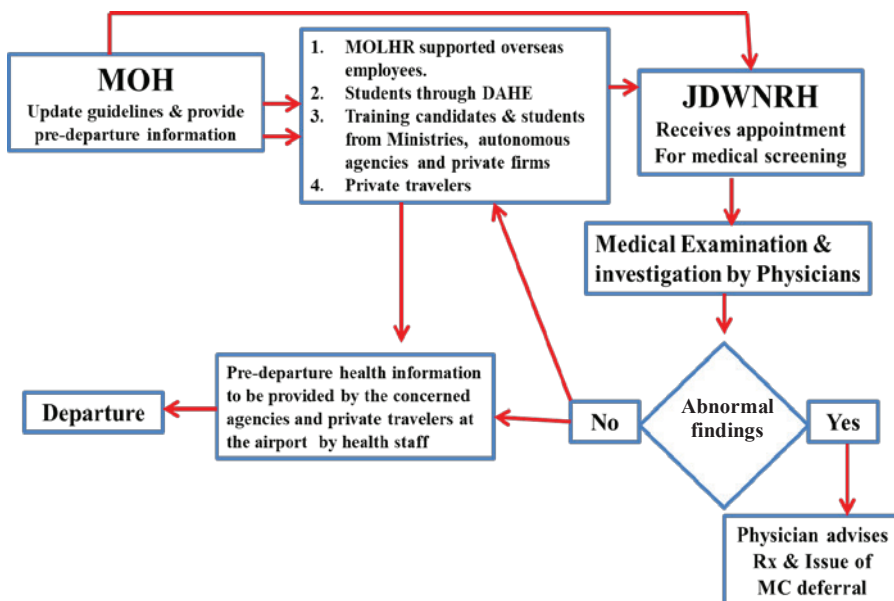 MOH
Update guidelines & provide
pre-departure information
1. MOLHR supported overseas
employees.
2. Students through DAHE
3. Training candidates & students
from Ministries, autonomous
agencies and private firms
4. Private travelers
JDWNRH
Receives appointment
For medical screening
Medical Examination &
investigation by Physicians
Abnormal
findings
No
Yes
Pre-departure health information
to be provided by the concerned
agencies and private travelers at
the airport by health staff
Departure
Physician advises
Rx & Issue of
MC deferral